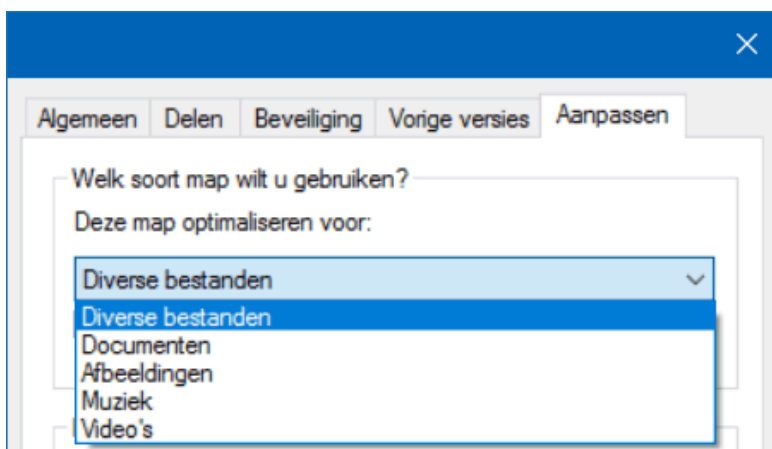 Algemeen Delen Beveiliging Vorige versies Aanpassen
Welk soort map wilt u gebruiken?
Deze map optimaliseren voor:
Diverse bestanden
Diverse bestanden
Documenten
Afbeeldingen
Muziek
Video's